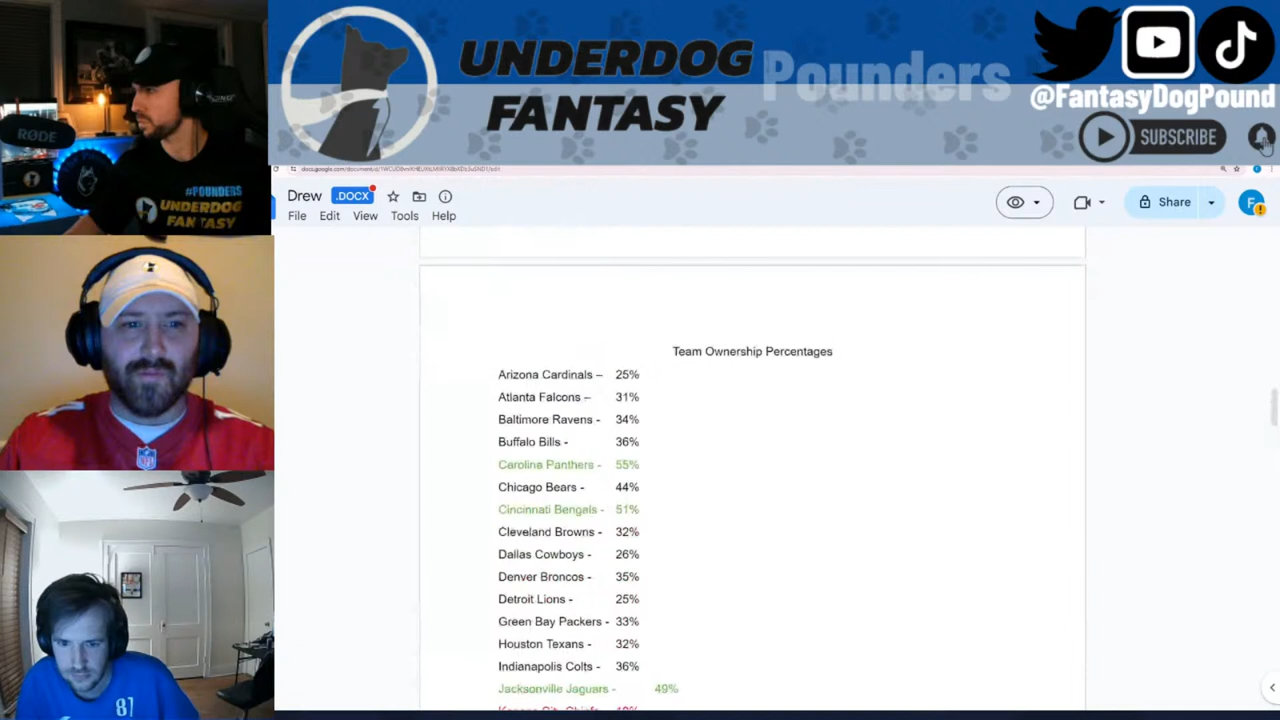 UNDERDOG
FANTASY
Pounders
@FantasyDogPound
SUBSCRIBE
RØDE
#POUNDERS
UNDERDOG
FANTASY
Drew
.DOCX
File Edit View Tools Help
Share
F
Team Ownership Percentages
Arizona Cardinals – 25%
Atlanta Falcons – 31%
Baltimore Ravens - 34%
Buffalo Bills - 36%
Carolina Panthers - 55%
Chicago Bears - 44%
Cincinnati Bengals - 51%
Cleveland Browns - 32%
Dallas Cowboys - 26%
Denver Broncos - 35%
Detroit Lions - 25%
Green Bay Packers - 33%
Houston Texans - 32%
Indianapolis Colts - 36%
Jacksonville Jaguars - 49%
81